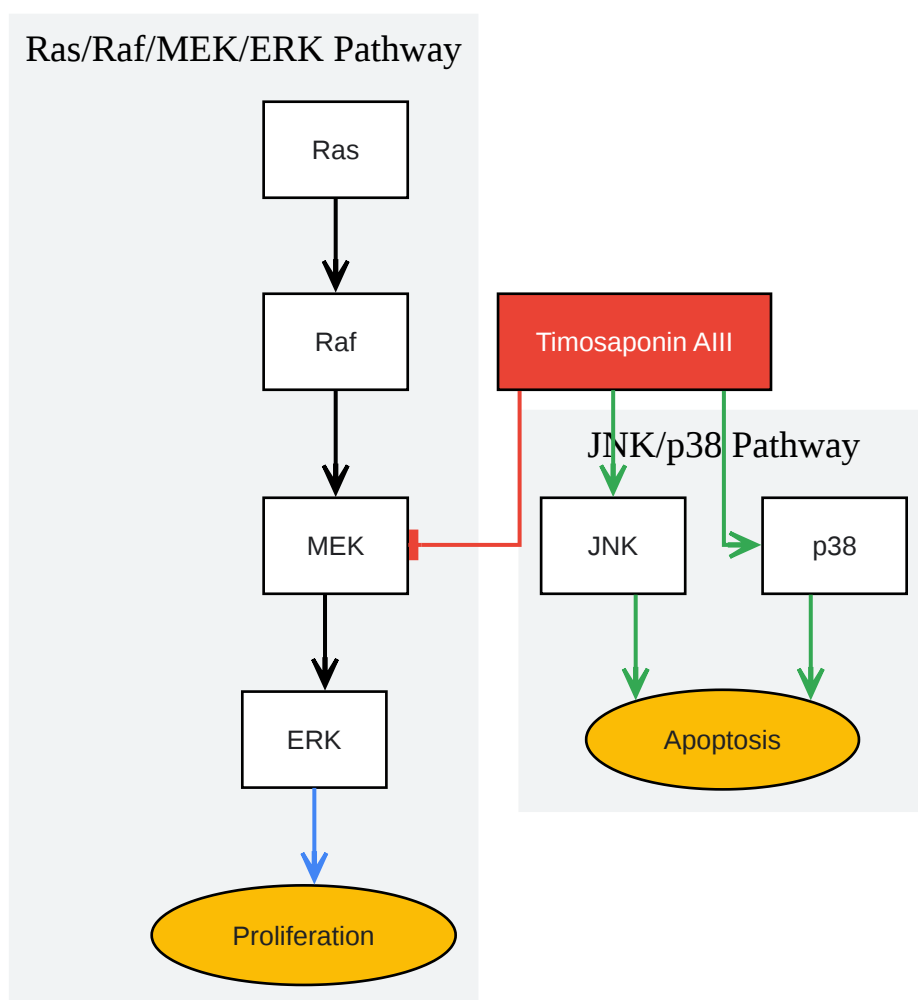 Ras/Raf/MEK/ERK Pathway
Ras
Raf
Timosaponin AIII
JNK/p38 Pathway
MEK
JNK
p38
ERK
Apoptosis
Proliferation